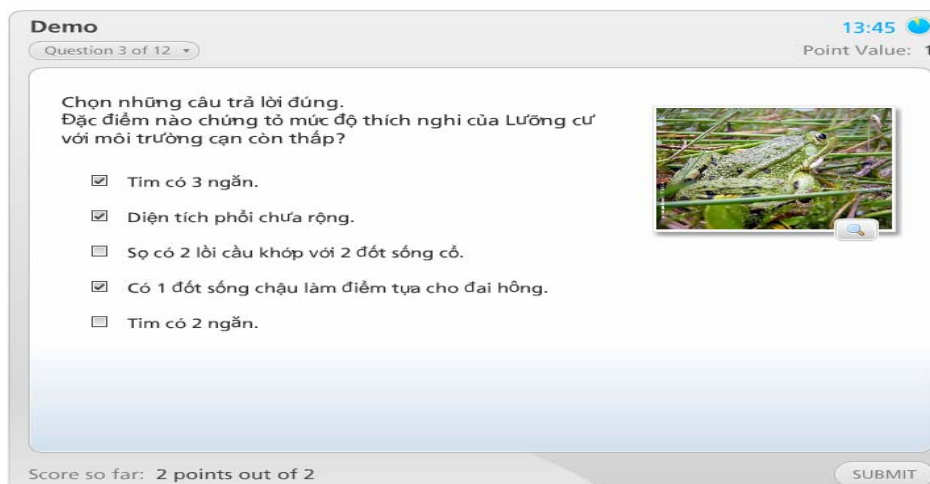 Demo
13:45
Question 3 of 12
Point Value: 1
Chọn những câu trả lời đúng.
Đặc điểm nào chứng tỏ mức độ thích nghi của Lưỡng cư
với môi trường cạn còn thấp?
Tim có 3 ngăn.
Diện tích phổi chưa rộng.
Sọ có 2 lồi cầu khớp với 2 đốt sống cổ.
Có 1 đốt sống chậu làm điểm tựa cho đai hông.
Tim có 2 ngăn.
Score so far: 2 points out of 2
SUBMIT